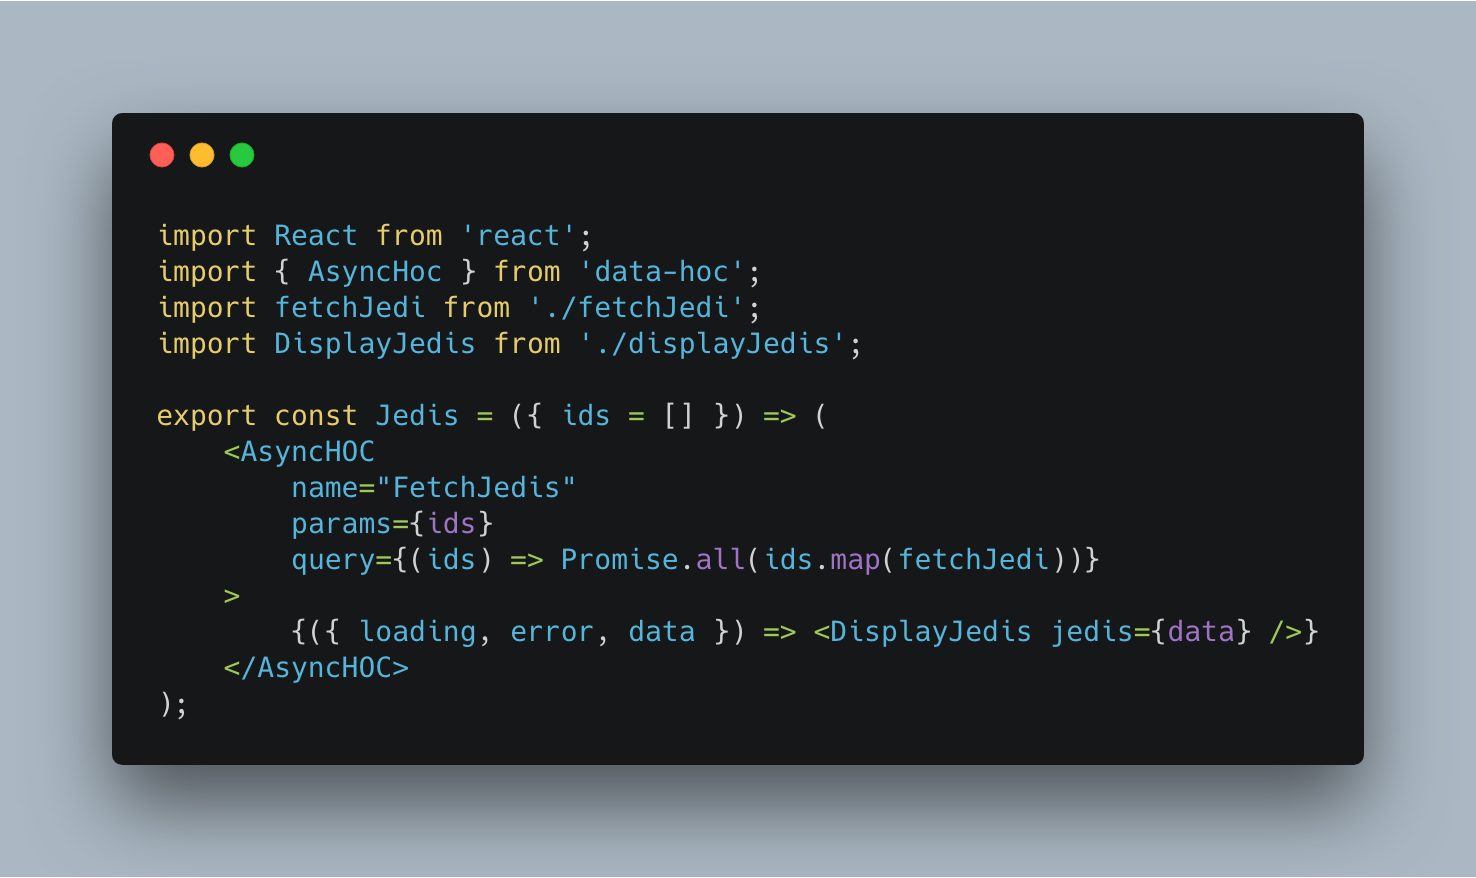 import React from 'react';
import { AsyncHoc } from 'data-hoc';
import fetchJedi from './fetchJedi';
import DisplayJedis from './displayJedis';

export const Jedis = ({ ids = [] }) => (
    <AsyncHOC
        name="FetchJedis"
        params={ids}
        query={(ids) => Promise.all(ids.map(fetchJedi))}
    >
        {({ loading, error, data }) => <DisplayJedis jedis={data} />}
    </AsyncHOC>
);